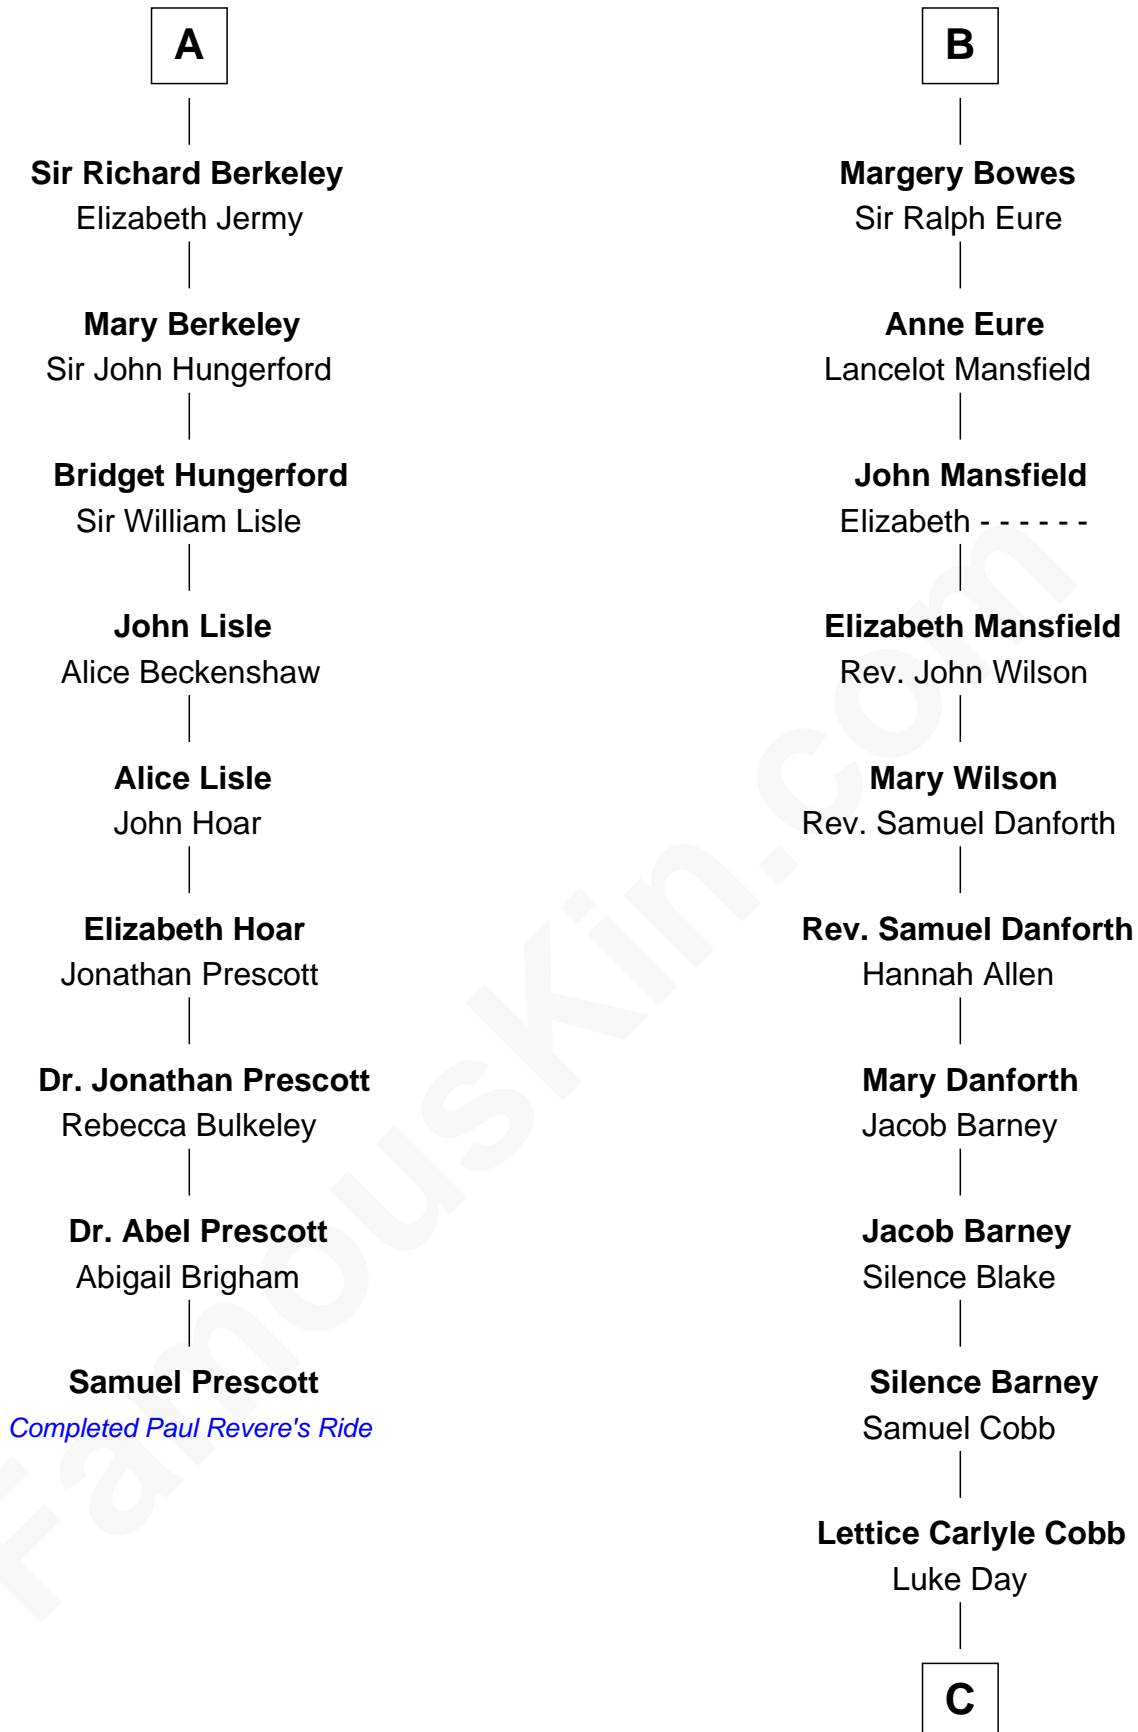 A
Sir Richard Berkeley
Elizabeth Jermy
Mary Berkeley
Sir John Hungerford
Bridget Hungerford
Sir William Lisle
John Lisle
Alice Beckenshaw
Alice Lisle
John Hoar
Elizabeth Hoar
Jonathan Prescott
Dr. Jonathan Prescott
Rebecca Bulkeley
Dr. Abel Prescott
Abigail Brigham
Samuel Prescott
Completed Paul Revere's Ride
B
Margery Bowes
Sir Ralph Eure
Anne Eure
Lancelot Mansfield
John Mansfield
Elizabeth - - - - - -
Elizabeth Mansfield
Rev. John Wilson
Mary Wilson
Rev. Samuel Danforth
Rev. Samuel Danforth
Hannah Allen
Mary Danforth
Jacob Barney
Jacob Barney
Silence Blake
Silence Barney
Samuel Cobb
Lettice Carlyle Cobb
Luke Day
C
FamousKin.com